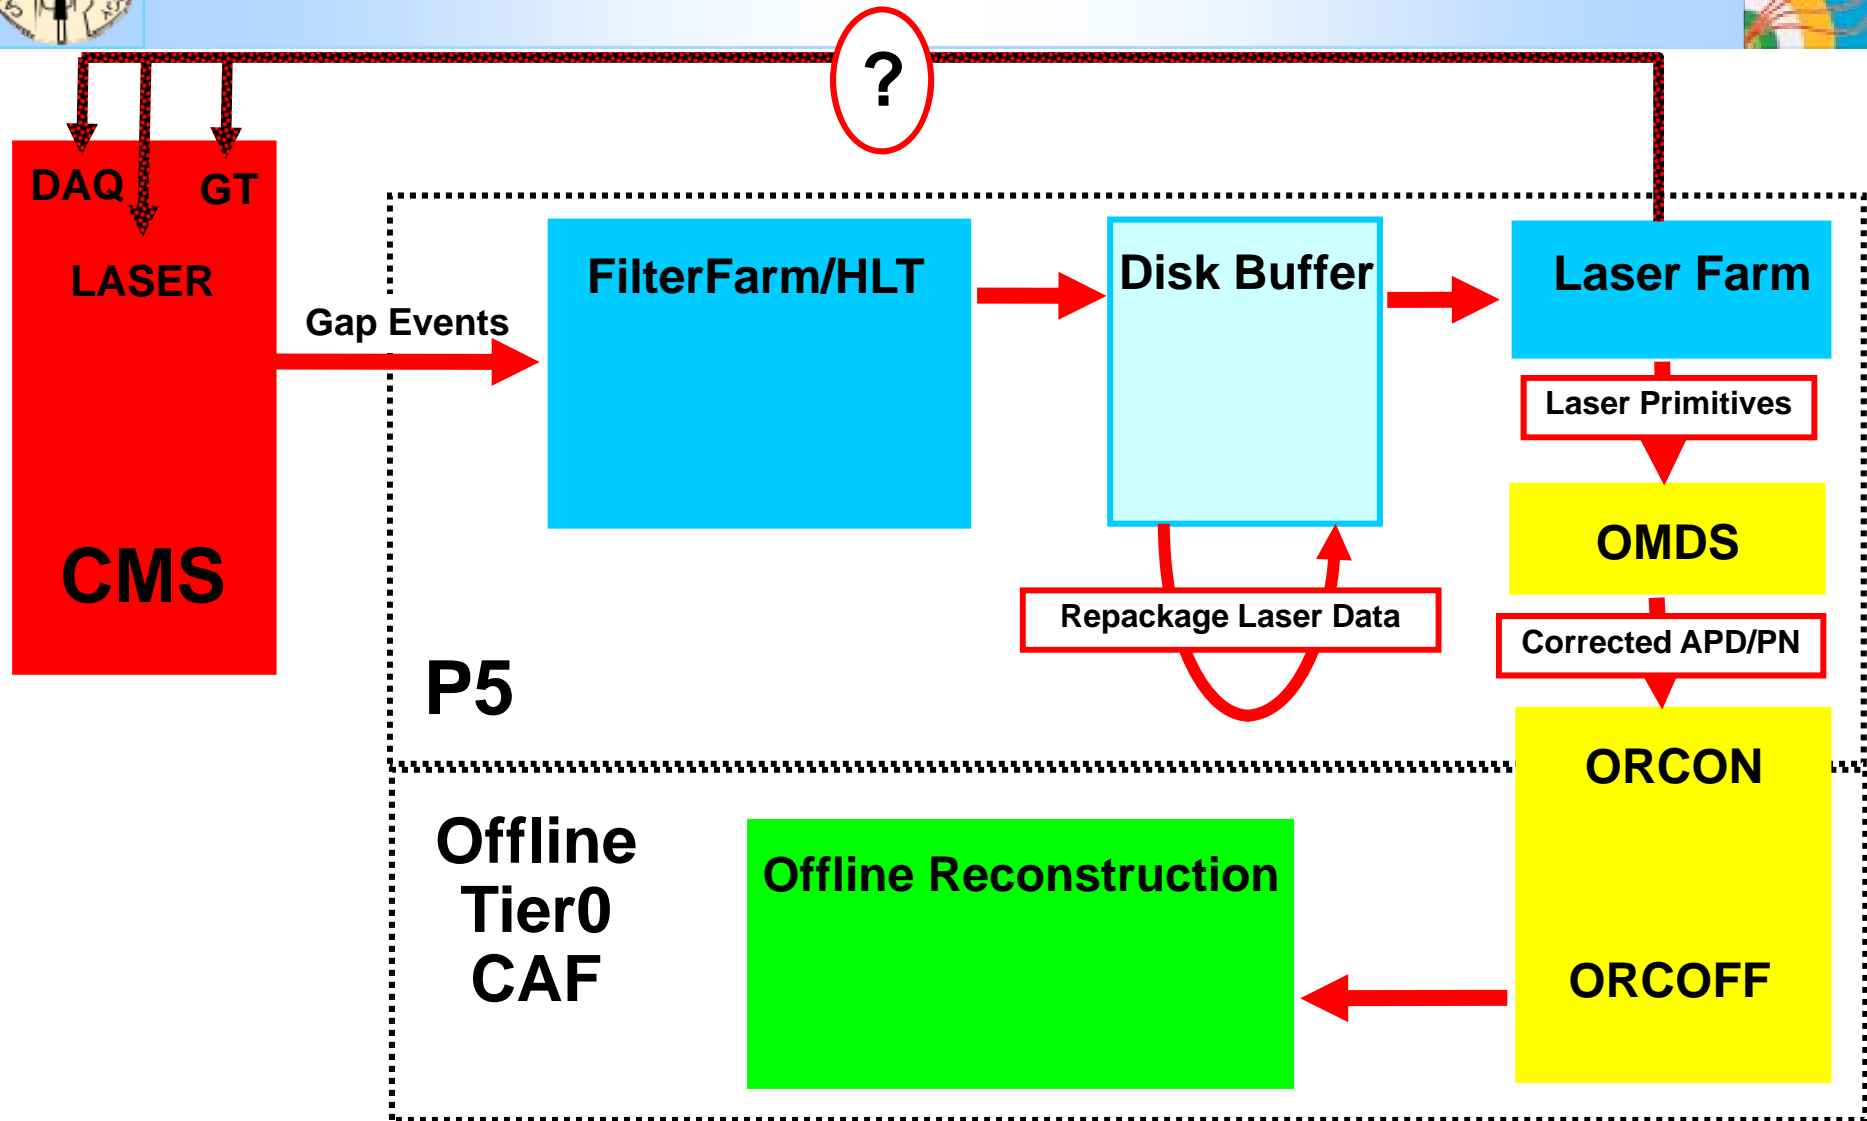 ?
DAQ
GT
LASER
CMS
Gap Events
FilterFarm/HLT
Disk Buffer
Laser Farm
Laser Primitives
OMDS
Repackage Laser Data
Corrected APD/PN
P5
ORCON
Offline
Tier0
CAF
Offline Reconstruction
ORCOFF